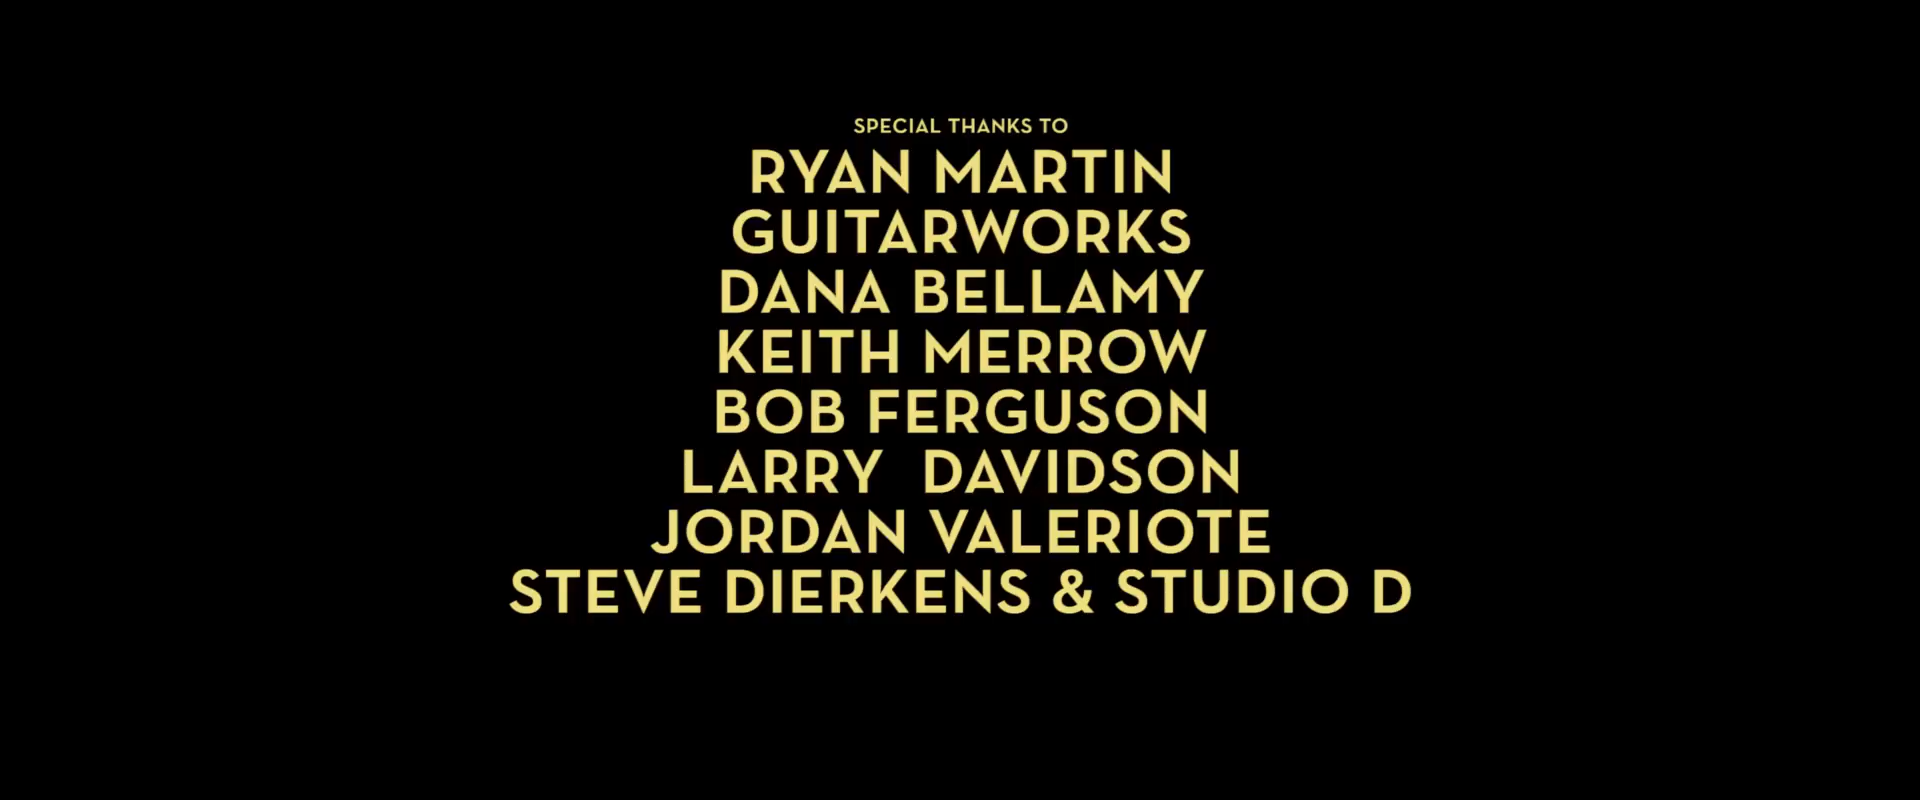 SPECIAL THANKS TO
RYAN MARTIN
GUITARWORKS
DANA BELLAMY
KEITH MERROW
BOB FERGUSON
LARRY  DAVIDSON
JORDAN VALERIOTE
STEVE DIERKENS & STUDIO D